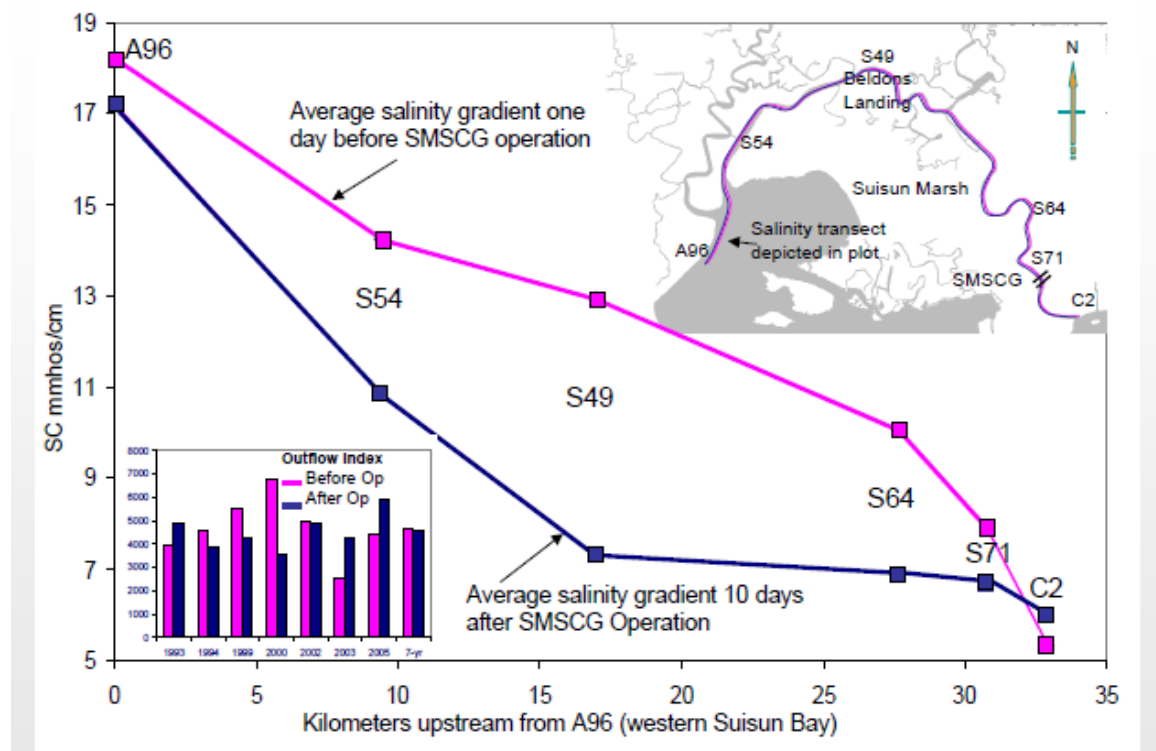 19
17
15
13
11
9
7
5
SC mmhos/cm
0
5
10
15
20
25
30
35
Kilometers upstream from A96 (western Suisun Bay)
A96
Average salinity gradient one
day before SMSCG operation
S54
S49
S64
S71
C2
Average salinity gradient 10 days
after SMSCG Operation
N
S49
Beldons
Landing
S54
Suisun Marsh
S64
A96
Salinity transect
depicted in plot
S71
SMSCG
C2
Outflow Index
Before Op
After Op
8000
7000
6000
5000
4000
3000
2000
1000
0
1993
1994
1999
2000
2002
2003
2005
7-yr